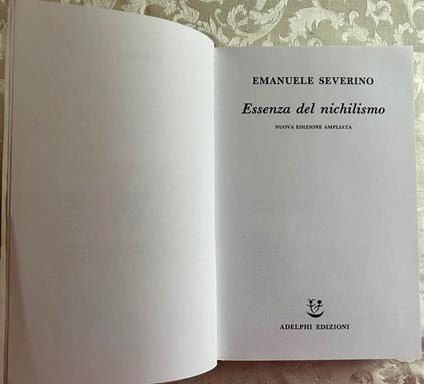 EMANUELE SEVERINO
Essenza del nichilismo
NUOVA EDIZIONE AMPLIATA
ADELPHI EDIZIONI